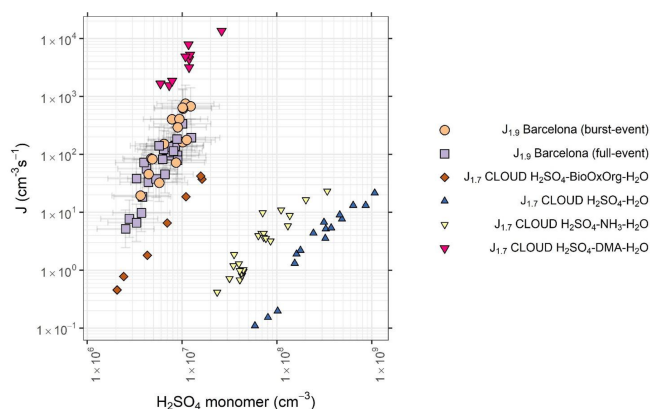 1 × 10⁴
1 × 10³
1 × 10²
1 × 10¹
1 × 10⁰
1 × 10⁻¹
J (cm⁻³s⁻¹)
1 × 10⁶
1 × 10⁷
1 × 10⁸
1 × 10⁹
H₂SO₄ monomer (cm⁻³)
J₁.₉ Barcelona (burst-event)
J₁.₉ Barcelona (full-event)
J₁.₇ CLOUD H₂SO₄-BioOxOrg-H₂O
J₁.₇ CLOUD H₂SO₄-H₂O
J₁.₇ CLOUD H₂SO₄-NH₃-H₂O
J₁.₇ CLOUD H₂SO₄-DMA-H₂O